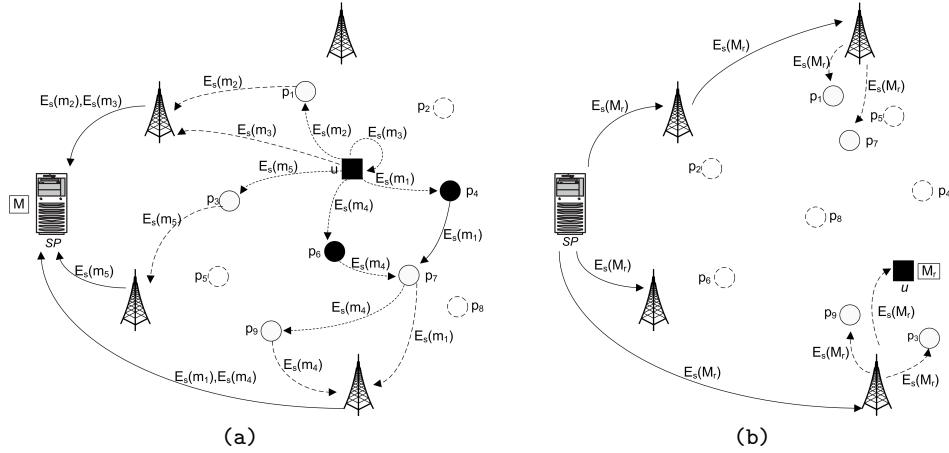 E_s(m_2)
p_1
p_2
E_s(m_2),E_s(m_3)
E_s(m_3)
E_s(m_2)
E_s(m_3)
u
E_s(m_5)
E_s(m_1)
p_4
p_3
E_s(m_4)
M
E_s(m_5)
E_s(m_1)
SP
p_6
E_s(m_4)
E_s(m_5)
p_5
p_7
p_8
E_s(m_4)
p_9
E_s(m_1)
E_s(m_4)
E_s(m_1),E_s(m_4)
(a)
E_s(M_r)
E_s(M_r)
E_s(M_r)
E_s(M_r)
p_1
p_5
p_7
p_2
p_4
p_8
SP
E_s(M_r)
p_6
M_r
u
E_s(M_r)
p_9
p_3
E_s(M_r)
E_s(M_r)
E_s(M_r)
(b)